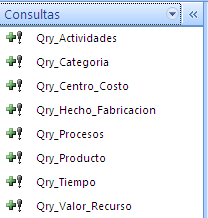 Consultas
Qry_Actividades
Qry_Categoria
Qry_Centro_Costo
Qry_Hecho_Fabricacion
Qry_Procesos
Qry_Producto
Qry_Tiempo
Qry_Valor_Recurso